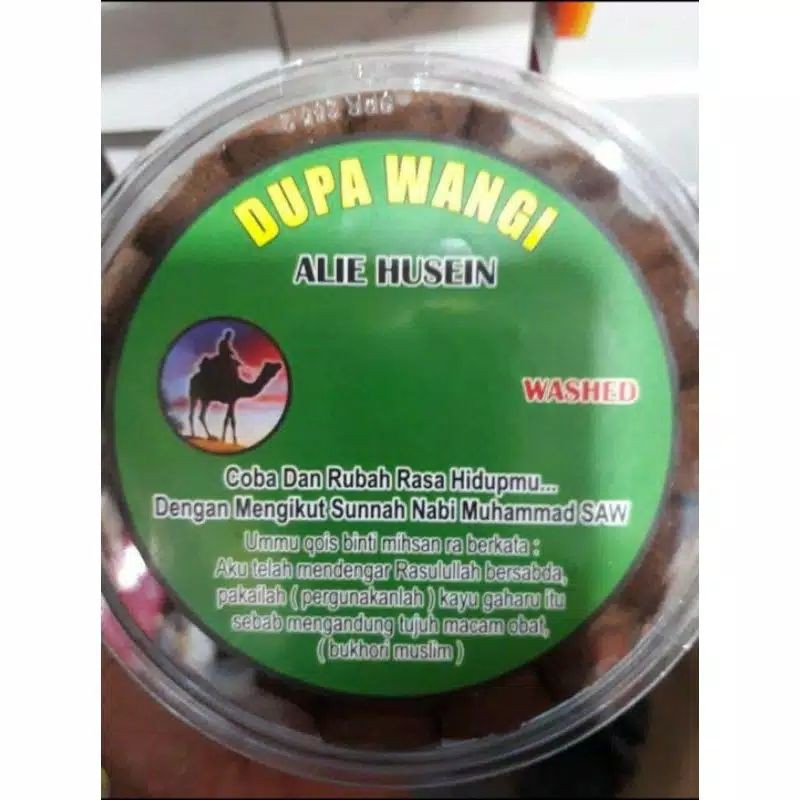 DUPA WANGI
ALIE HUSEIN
WASHED
Coba Dan Rubah Rasa Hidupmu...
Dengan Mengikut Sunnah Nabi Muhammad SAW
Ummu qois binti mihsan ra berkata :
Aku telah mendengar Rasulullah bersabda,
pakailah ( pergunakanlah ) kayu gaharu itu
sebab mengandung tujuh macam obat,
( bukhori muslim )